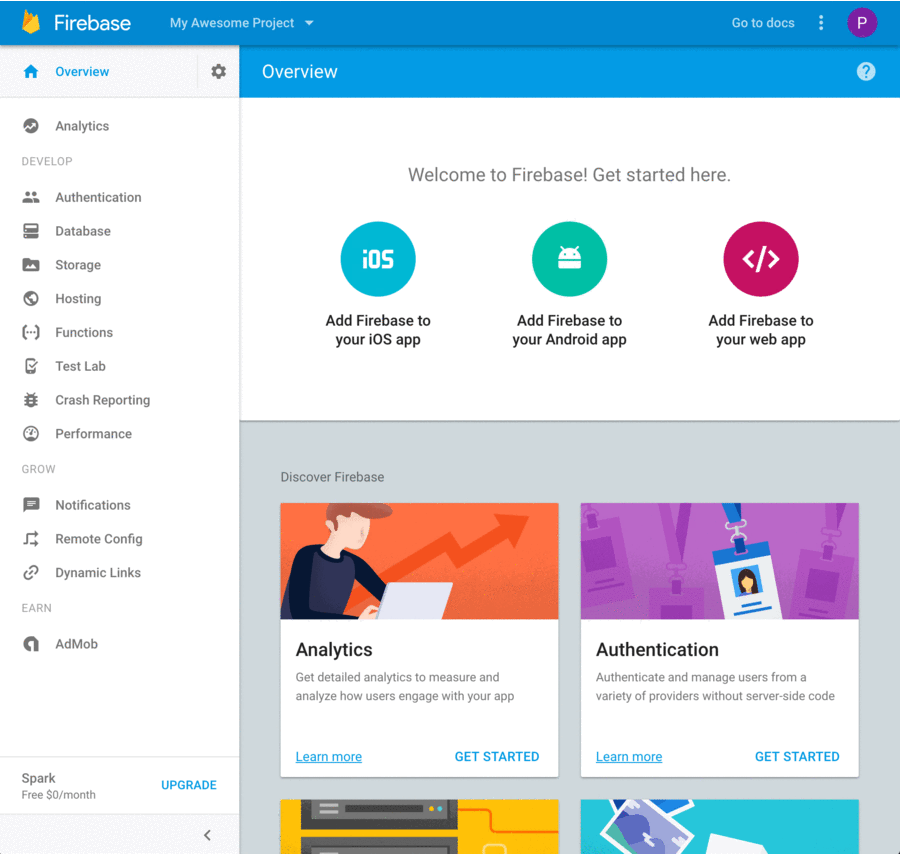 Firebase
My Awesome Project
Go to docs
P
Overview
Overview
Analytics
DEVELOP
Authentication
Database
Storage
Hosting
Functions
Test Lab
Crash Reporting
Performance
GROW
Notifications
Remote Config
Dynamic Links
EARN
AdMob
Spark
Free $0/month
UPGRADE
Welcome to Firebase! Get started here.
iOS
Add Firebase to
your iOS app
Add Firebase to
your Android app
</>
Add Firebase to
your web app
Discover Firebase
Analytics
Get detailed analytics to measure and
analyze how users engage with your app
Learn more
GET STARTED
Authentication
Authenticate and manage users from a
variety of providers without server-side code
Learn more
GET STARTED